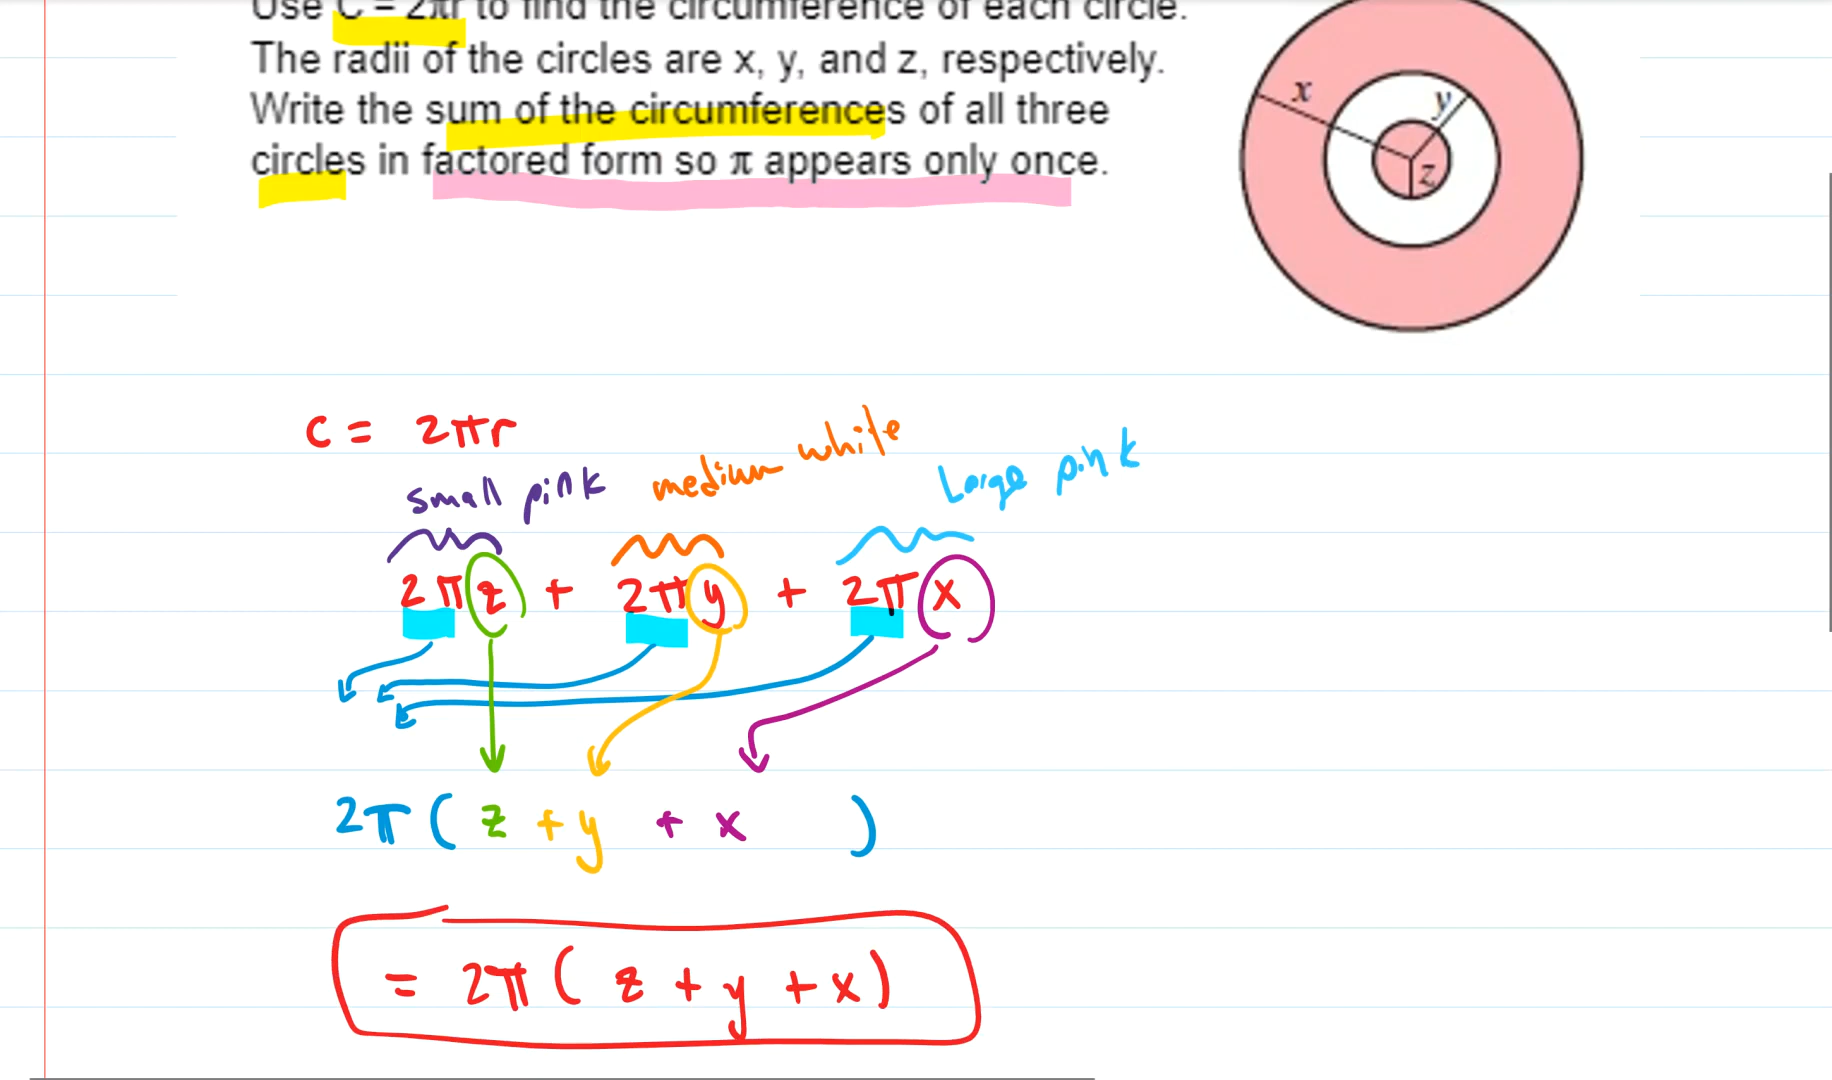 Use C = 2πr to find the circumference of each circle.
The radii of the circles are x, y, and z, respectively.
Write the sum of the circumferences of all three
circles in factored form so π appears only once.
x
y
z
C = 2πr
small pink medium white Large pink
2πz + 2πy + 2πx
2π( z + y + x )
= 2π( z + y + x)